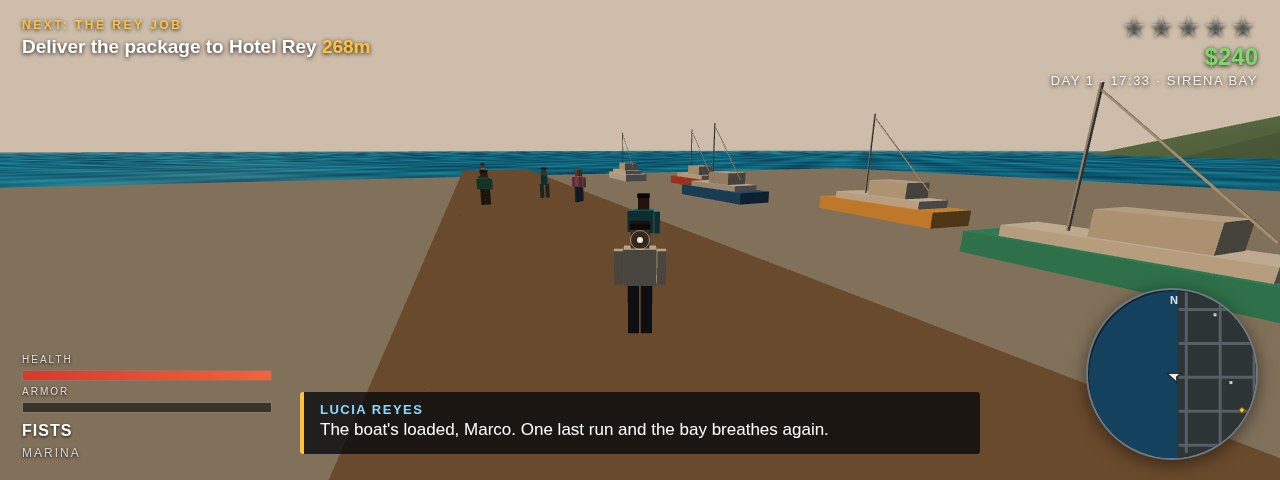 NEXT: THE REY JOB
Deliver the package to Hotel Rey 268m
$240
DAY 1 · 17:33 · SIRENA BAY
HEALTH
ARMOR
FISTS
MARINA
LUCIA REYES
The boat's loaded, Marco. One last run and the bay breathes again.
N